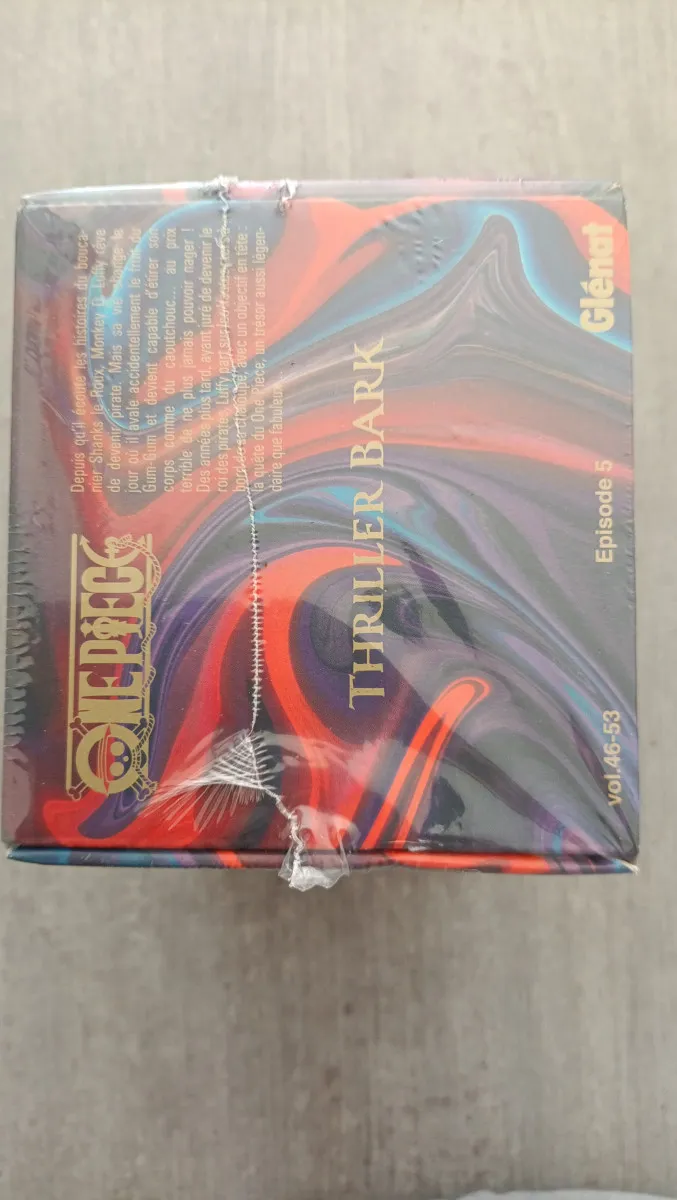 ONE PIECE
Depuis qu'il écoute les histoires du bouca-
nier Shanks le Roux, Monkey D. Luffy rêve
de devenir pirate. Mais sa vie change le
jour où il avale accidentellement le fruit du
Gum-Gum et devient capable d'étirer son
corps comme du caoutchouc... au prix
terrible de ne plus jamais pouvoir nager !
Des années plus tard, ayant juré de devenir le
roi des pirates, Luffy part sur
bord de sa chaloupe, avec un objectif en tête :
la quête du One Piece, un trésor aussi légen-
daire que fabuleux
THRILLER BARK
vol.46-53
Episode 5
Glénat